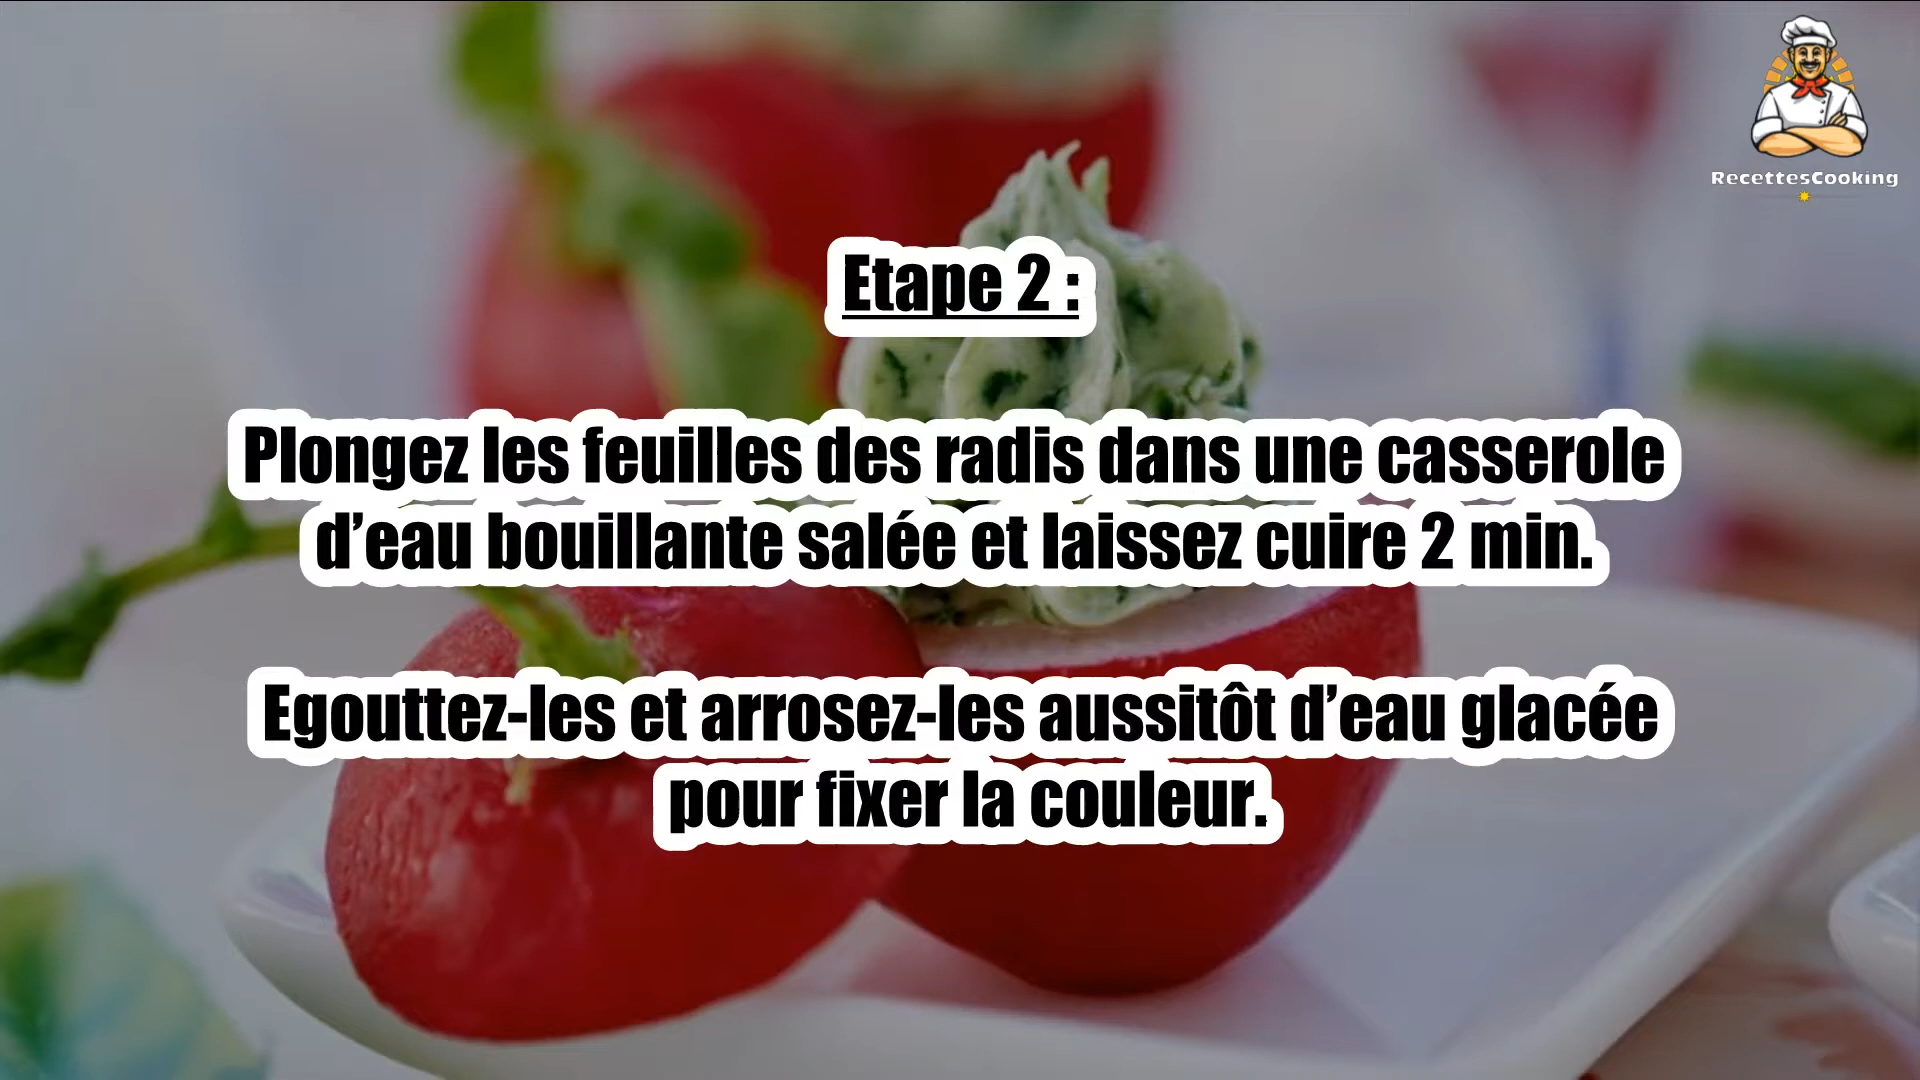 RecettesCooking
Etape 2 :
Plongez les feuilles des radis dans une casserole
d’eau bouillante salée et laissez cuire 2 min.
Egouttez-les et arrosez-les aussitôt d’eau glacée
pour fixer la couleur.